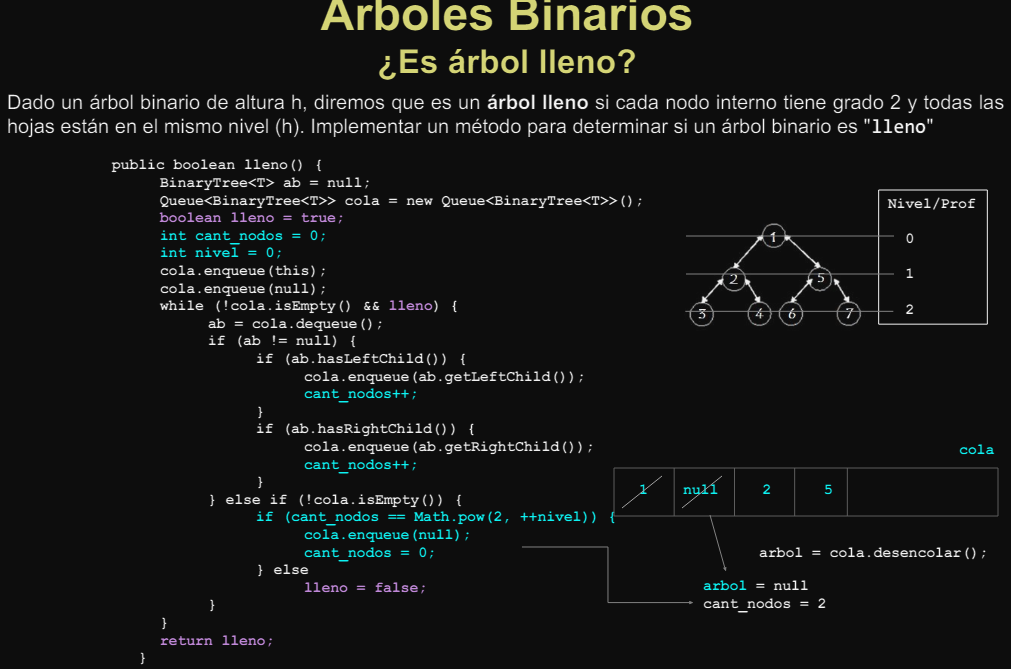 Arboles Binarios
¿Es árbol lleno?
Dado un árbol binario de altura h, diremos que es un árbol lleno si cada nodo interno tiene grado 2 y todas las
hojas están en el mismo nivel (h). Implementar un método para determinar si un árbol binario es "lleno"
public boolean lleno() {
BinaryTree<T> ab = null;
Queue<BinaryTree<T>> cola = new Queue<BinaryTree<T>>();
boolean lleno = true;
int cant_nodos = 0;
int nivel = 0;
cola.enqueue(this);
cola.enqueue(null);
while (!cola.isEmpty() && lleno) {
ab = cola.dequeue();
if (ab != null) {
if (ab.hasLeftChild()) {
cola.enqueue(ab.getLeftChild());
cant_nodos++;
}
if (ab.hasRightChild()) {
cola.enqueue(ab.getRightChild());
cant_nodos++;
}
} else if (!cola.isEmpty()) {
if (cant_nodos == Math.pow(2, ++nivel)) {
cola.enqueue(null);
cant_nodos = 0;
} else
lleno = false;
}
}
return lleno;
}
Nivel/Prof
1 0
2 5 1
3 4 6 7 2
cola
1 null 2 5
arbol = cola.desencolar();
arbol = null
cant_nodos = 2